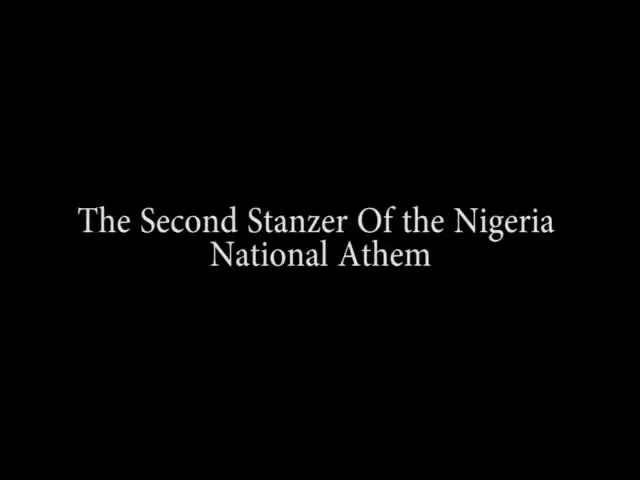 The Second Stanzer Of the Nigeria
National Athem